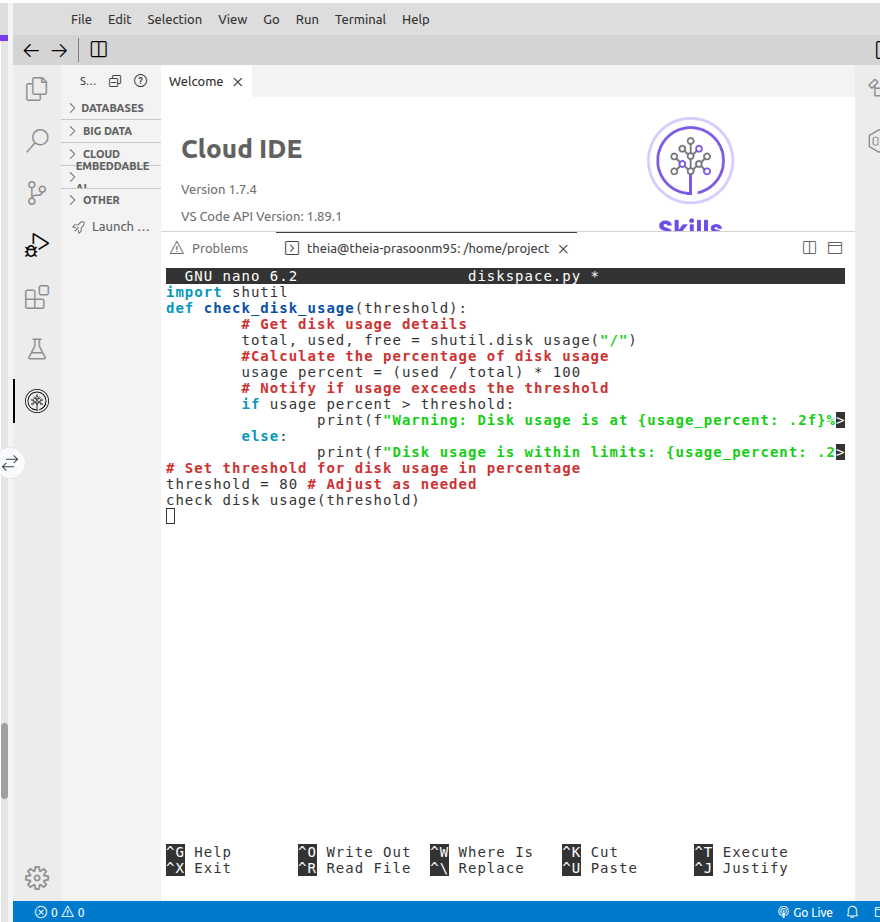 File Edit Selection View Go Run Terminal Help
S...
Welcome
DATABASES
BIG DATA
CLOUD
EMBEDDABLE
AI
OTHER
Launch ...
Cloud IDE
Version 1.7.4
VS Code API Version: 1.89.1
Skills
Problems
theia@theia-prasoonm95: /home/project
GNU nano 6.2 diskspace.py *
import shutil
def check_disk_usage(threshold):
# Get disk usage details
total, used, free = shutil.disk usage("/")
#Calculate the percentage of disk usage
usage percent = (used / total) * 100
# Notify if usage exceeds the threshold
if usage percent > threshold:
print(f"Warning: Disk usage is at {usage_percent: .2f}%>
else:
print(f"Disk usage is within limits: {usage_percent: .2>
# Set threshold for disk usage in percentage
threshold = 80 # Adjust as needed
check disk usage(threshold)
^G Help ^O Write Out ^W Where Is ^K Cut ^T Execute
^X Exit ^R Read File ^\ Replace ^U Paste ^J Justify
0 0 Go Live